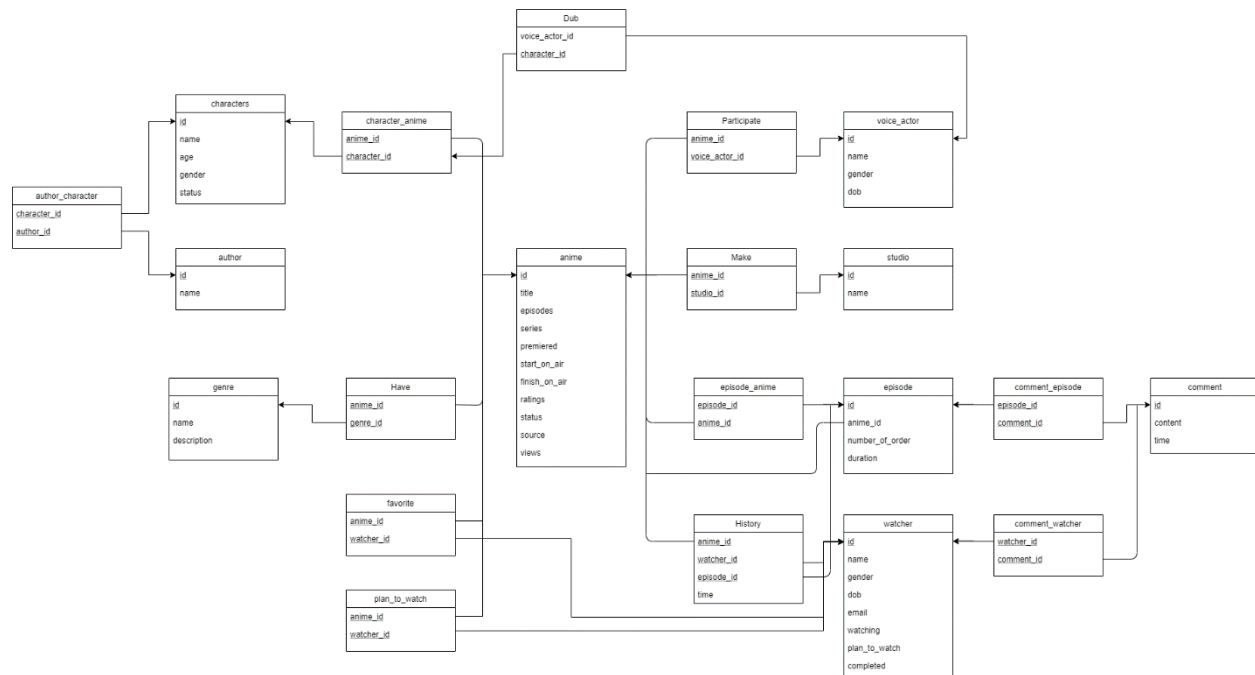 Dub
voice_actor_id
character_id
characters
id
name
age
gender
status
character_anime
anime_id
character_id
Participate
anime_id
voice_actor_id
voice_actor
id
name
gender
dob
author_character
character_id
author_id
author
id
name
anime
id
title
episodes
series
premiered
start_on_air
finish_on_air
ratings
status
source
views
Make
anime_id
studio_id
studio
id
name
genre
id
name
description
Have
anime_id
genre_id
episode_anime
episode_id
anime_id
episode
id
anime_id
number_of_order
duration
comment_episode
episode_id
comment_id
comment
id
content
time
favorite
anime_id
watcher_id
History
anime_id
watcher_id
episode_id
time
watcher
id
name
gender
dob
email
watching
plan_to_watch
completed
comment_watcher
watcher_id
comment_id
plan_to_watch
anime_id
watcher_id